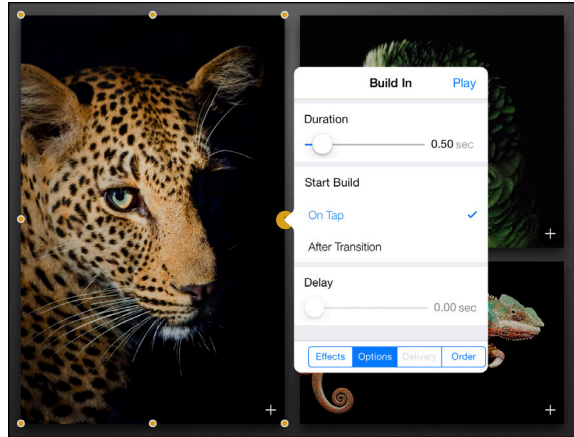 Build In Play
Duration
0.50 sec
Start Build
On Tap
After Transition
Delay
0.00 sec
Effects Options Delivery Order